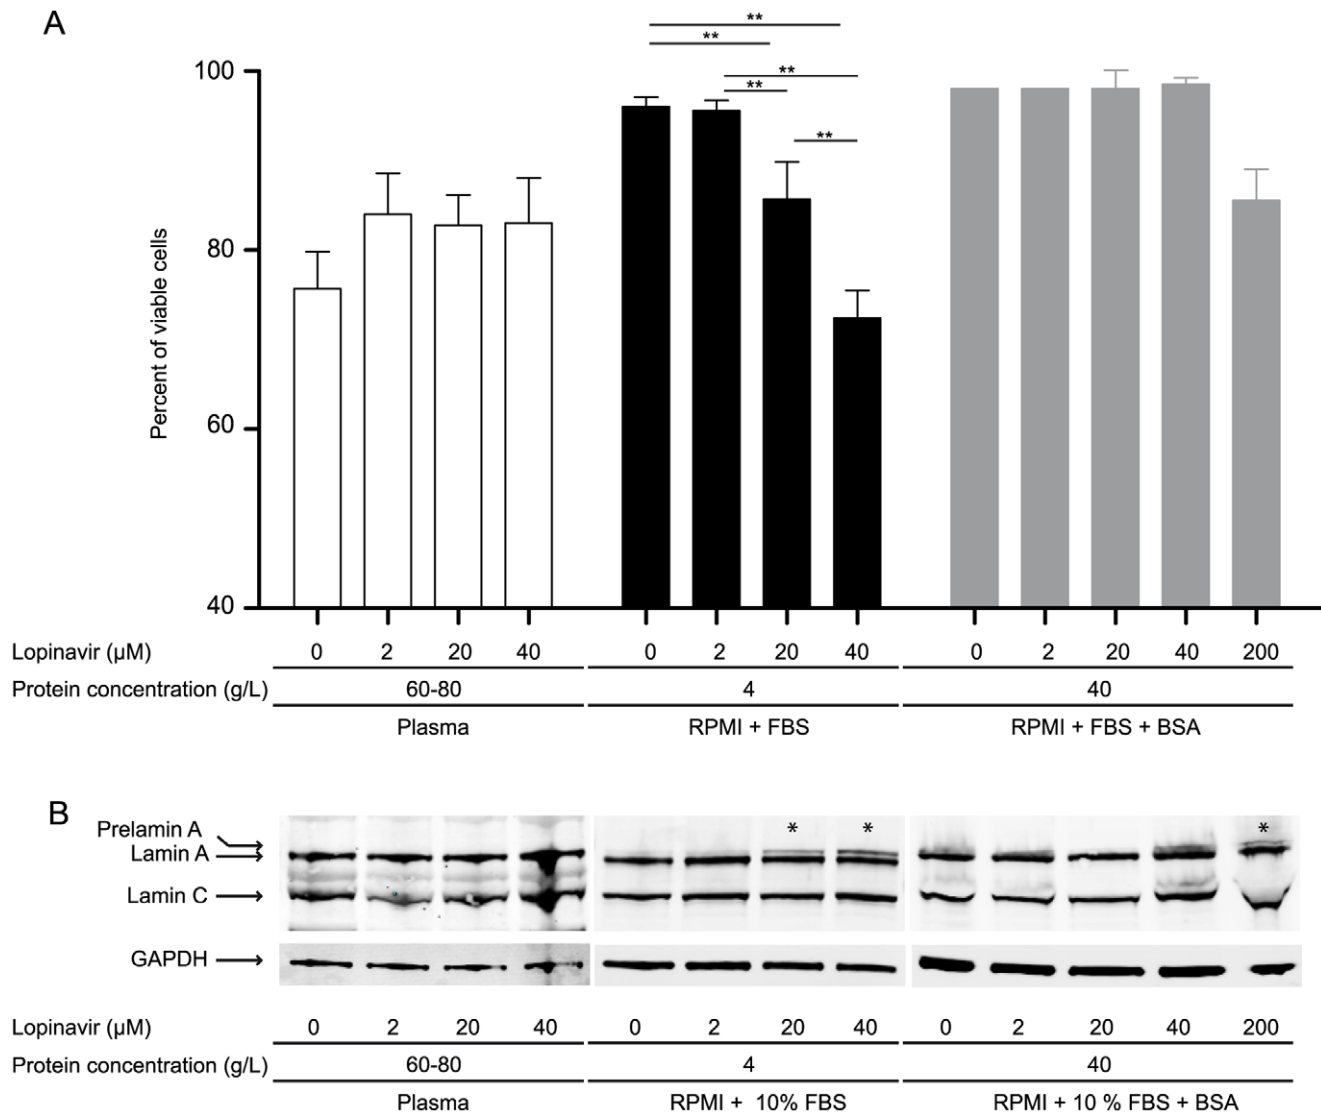 A
** 
**
**
**
**
100
80
60
40
Percent of viable cells
Lopinavir (µM) 0 2 20 40 0 2 20 40 0 2 20 40 200
Protein concentration (g/L) 60-80 4 40
Plasma RPMI + FBS RPMI + FBS + BSA
B
Prelamin A * * *
Lamin A
Lamin C
GAPDH
Lopinavir (µM) 0 2 20 40 0 2 20 40 0 2 20 40 200
Protein concentration (g/L) 60-80 4 40
Plasma RPMI + 10% FBS RPMI + 10 % FBS + BSA